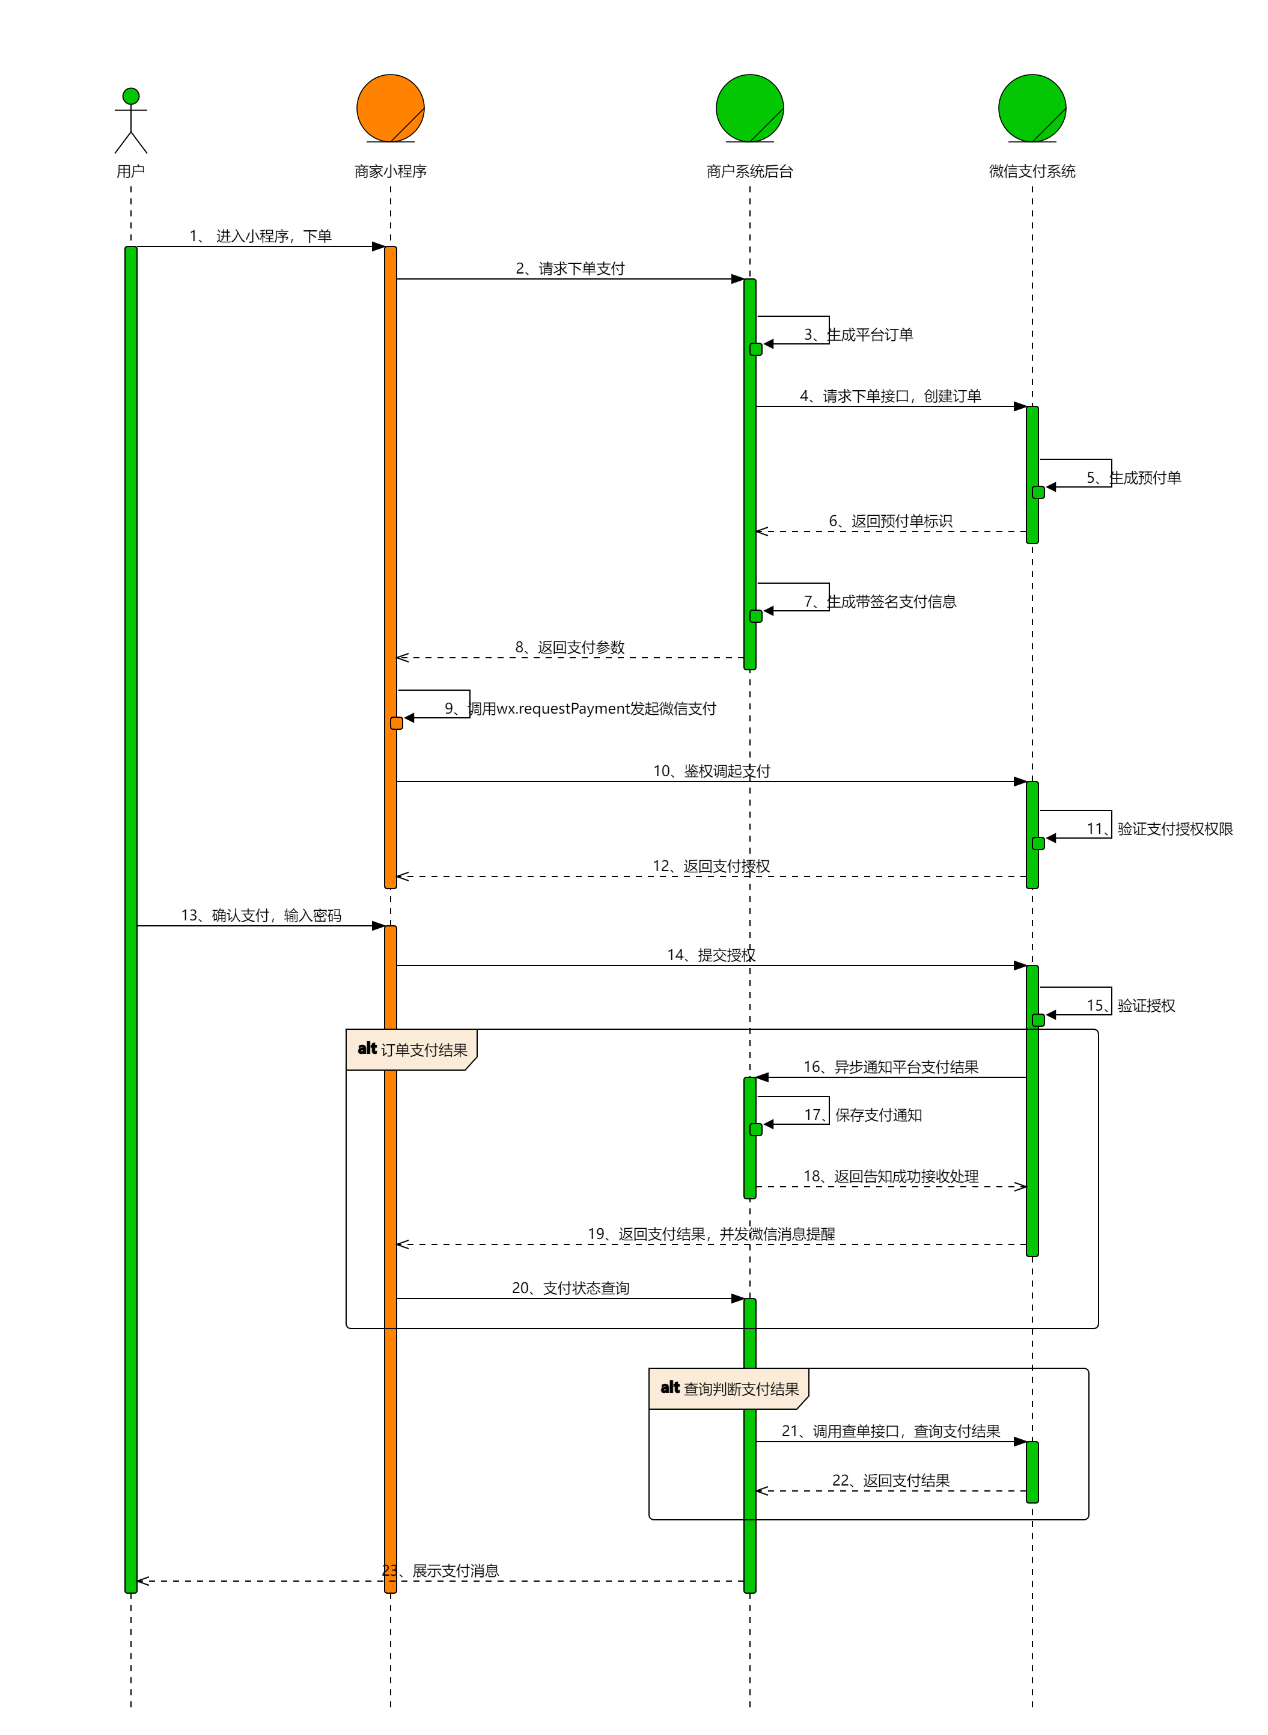 用户
商家小程序
商户系统后台
微信支付系统
1、 进入小程序，下单
2、请求下单支付
3、生成平台订单
4、请求下单接口，创建订单
5、生成预付单
6、返回预付单标识
7、生成带签名支付信息
8、返回支付参数
9、调用wx.requestPayment发起微信支付
10、鉴权调起支付
11、验证支付授权权限
12、返回支付授权
13、确认支付，输入密码
14、提交授权
15、验证授权
alt 订单支付结果
16、异步通知平台支付结果
17、保存支付通知
18、返回告知成功接收处理
19、返回支付结果，并发微信消息提醒
20、支付状态查询
alt 查询判断支付结果
21、调用查单接口，查询支付结果
22、返回支付结果
23、展示支付消息